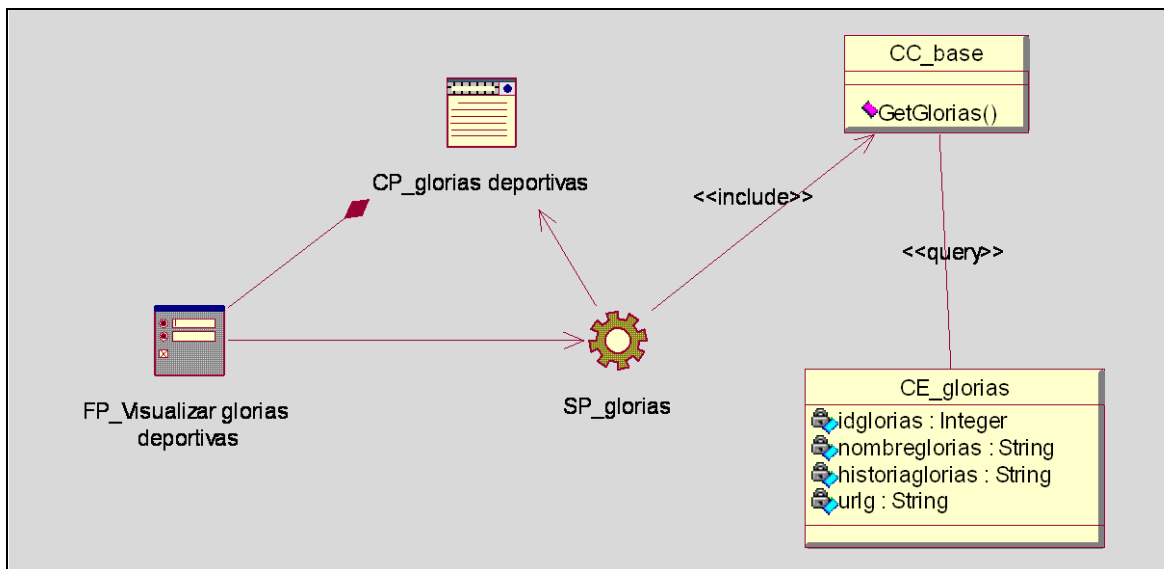 CC_base
GetGlorias()
CP_glorias deportivas
<<include>>
<<query>>
FP_Visualizar glorias
deportivas
SP_glorias
CE_glorias
idglorias : Integer
nombreglorias : String
historiaglorias : String
urlg : String